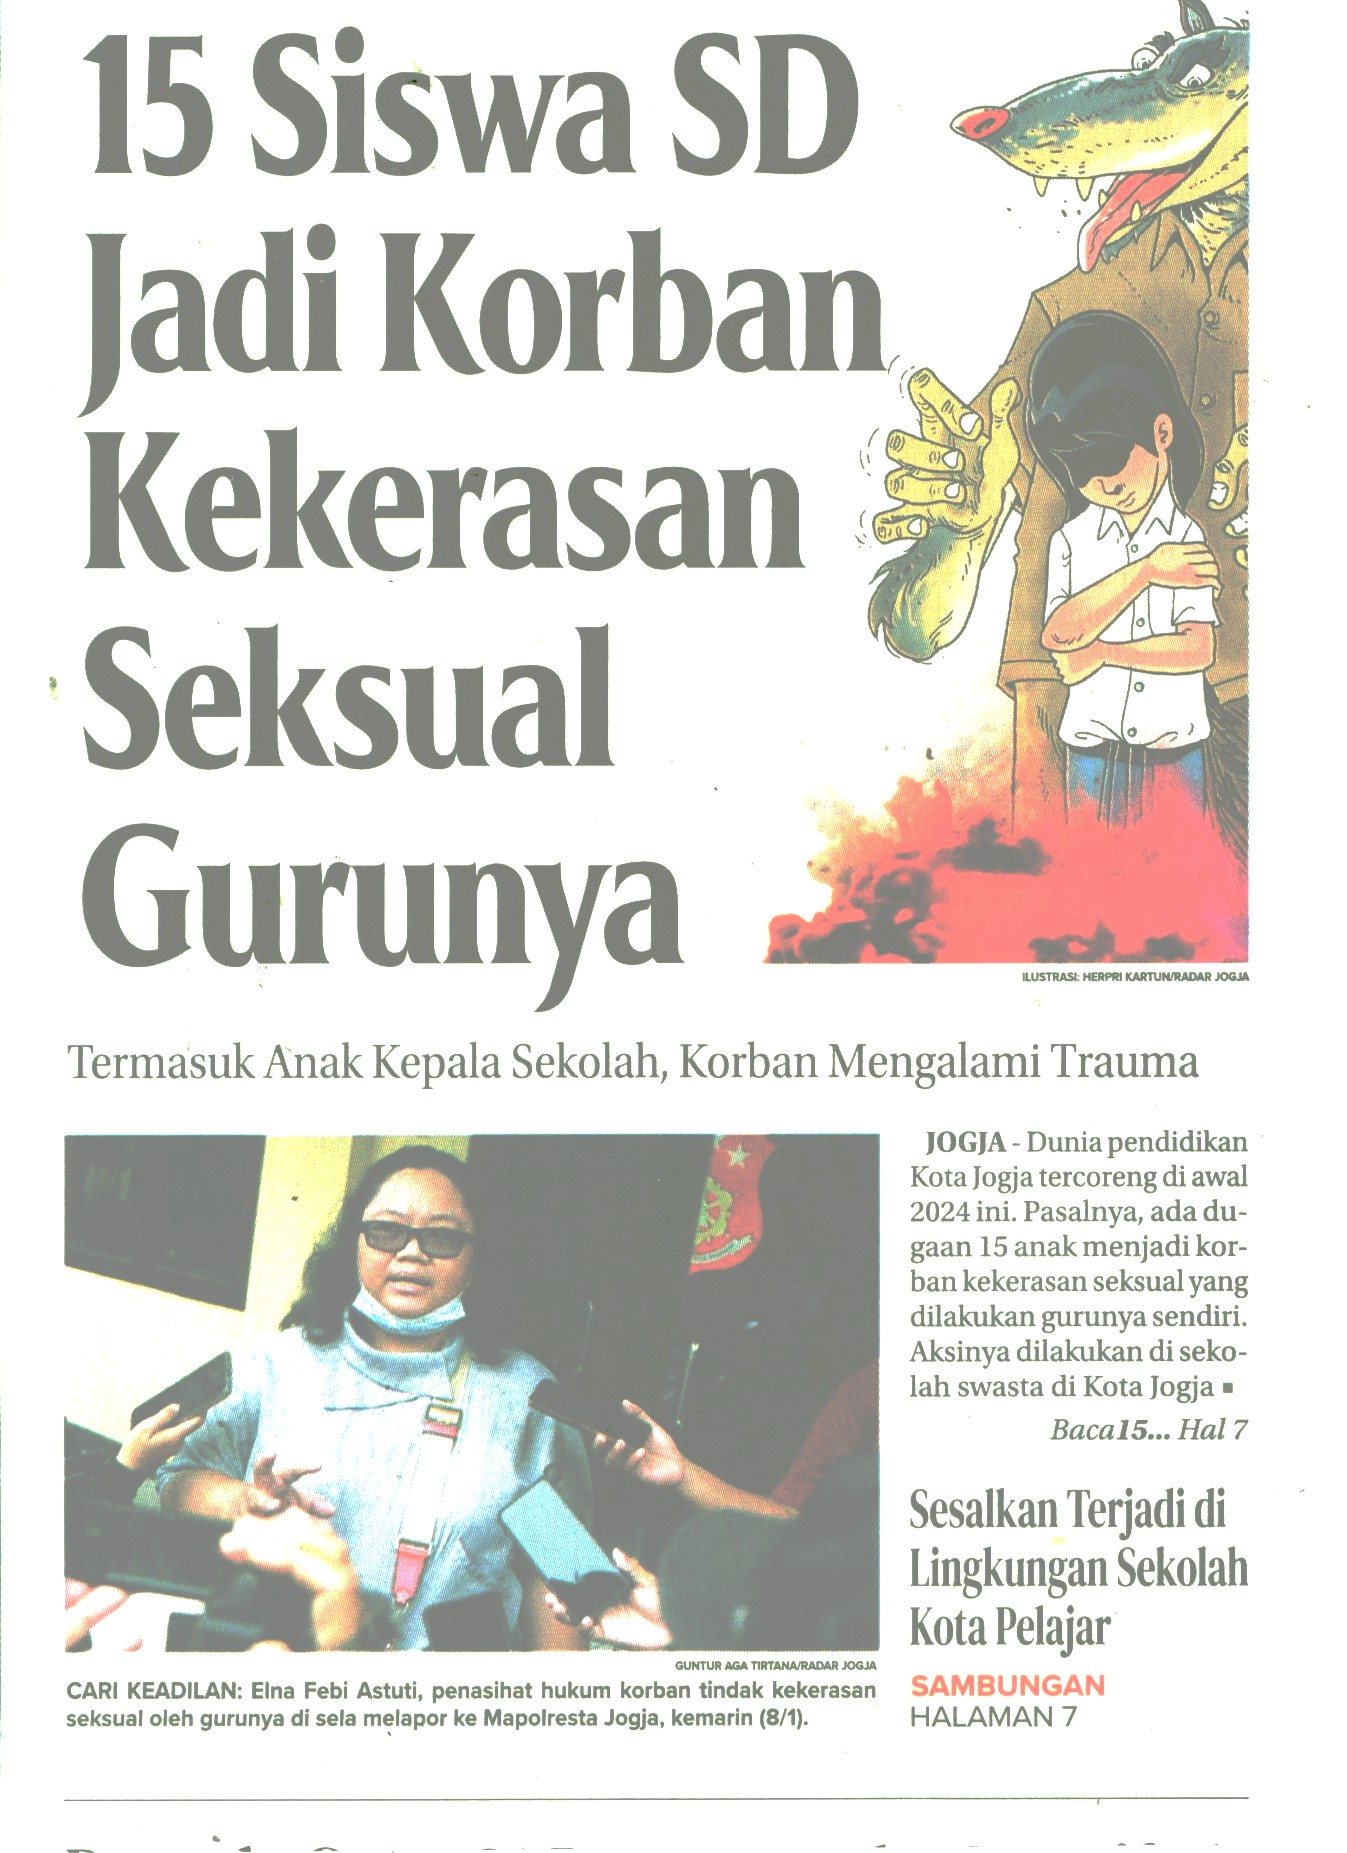 15 Siswa SD
Jadi Korban
Kekerasan
Seksual
Gurunya
ILUSTRASI: HERPRI KARTUN/RADAR JOGJA
Termasuk Anak Kepala Sekolah, Korban Mengalami Trauma
GUNTUR AGA TIRTANA/RADAR JOGJA
CARI KEADILAN: Elna Febi Astuti, penasihat hukum korban tindak kekerasan
seksual oleh gurunya di sela melapor ke Mapolresta Jogja, kemarin (8/1).
JOGJA - Dunia pendidikan
Kota Jogja tercoreng di awal
2024 ini. Pasalnya, ada du-
gaan 15 anak menjadi kor-
ban kekerasan seksual yang
dilakukan gurunya sendiri.
Aksinya dilakukan di seko-
lah swasta di Kota Jogja ▪
Baca15... Hal 7
Sesalkan Terjadi di
Lingkungan Sekolah
Kota Pelajar
SAMBUNGAN
HALAMAN 7